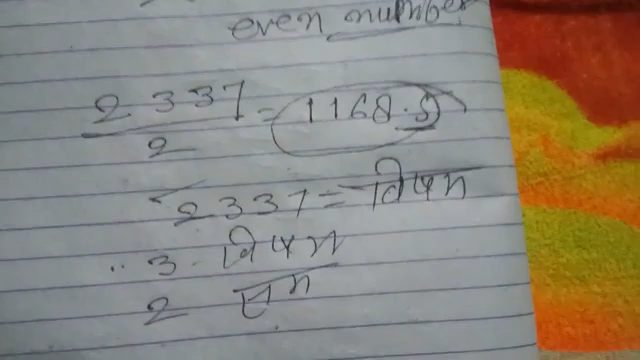 even number
2337/2 = 1168.5
2337 = विषम
3. विषम
2 सम